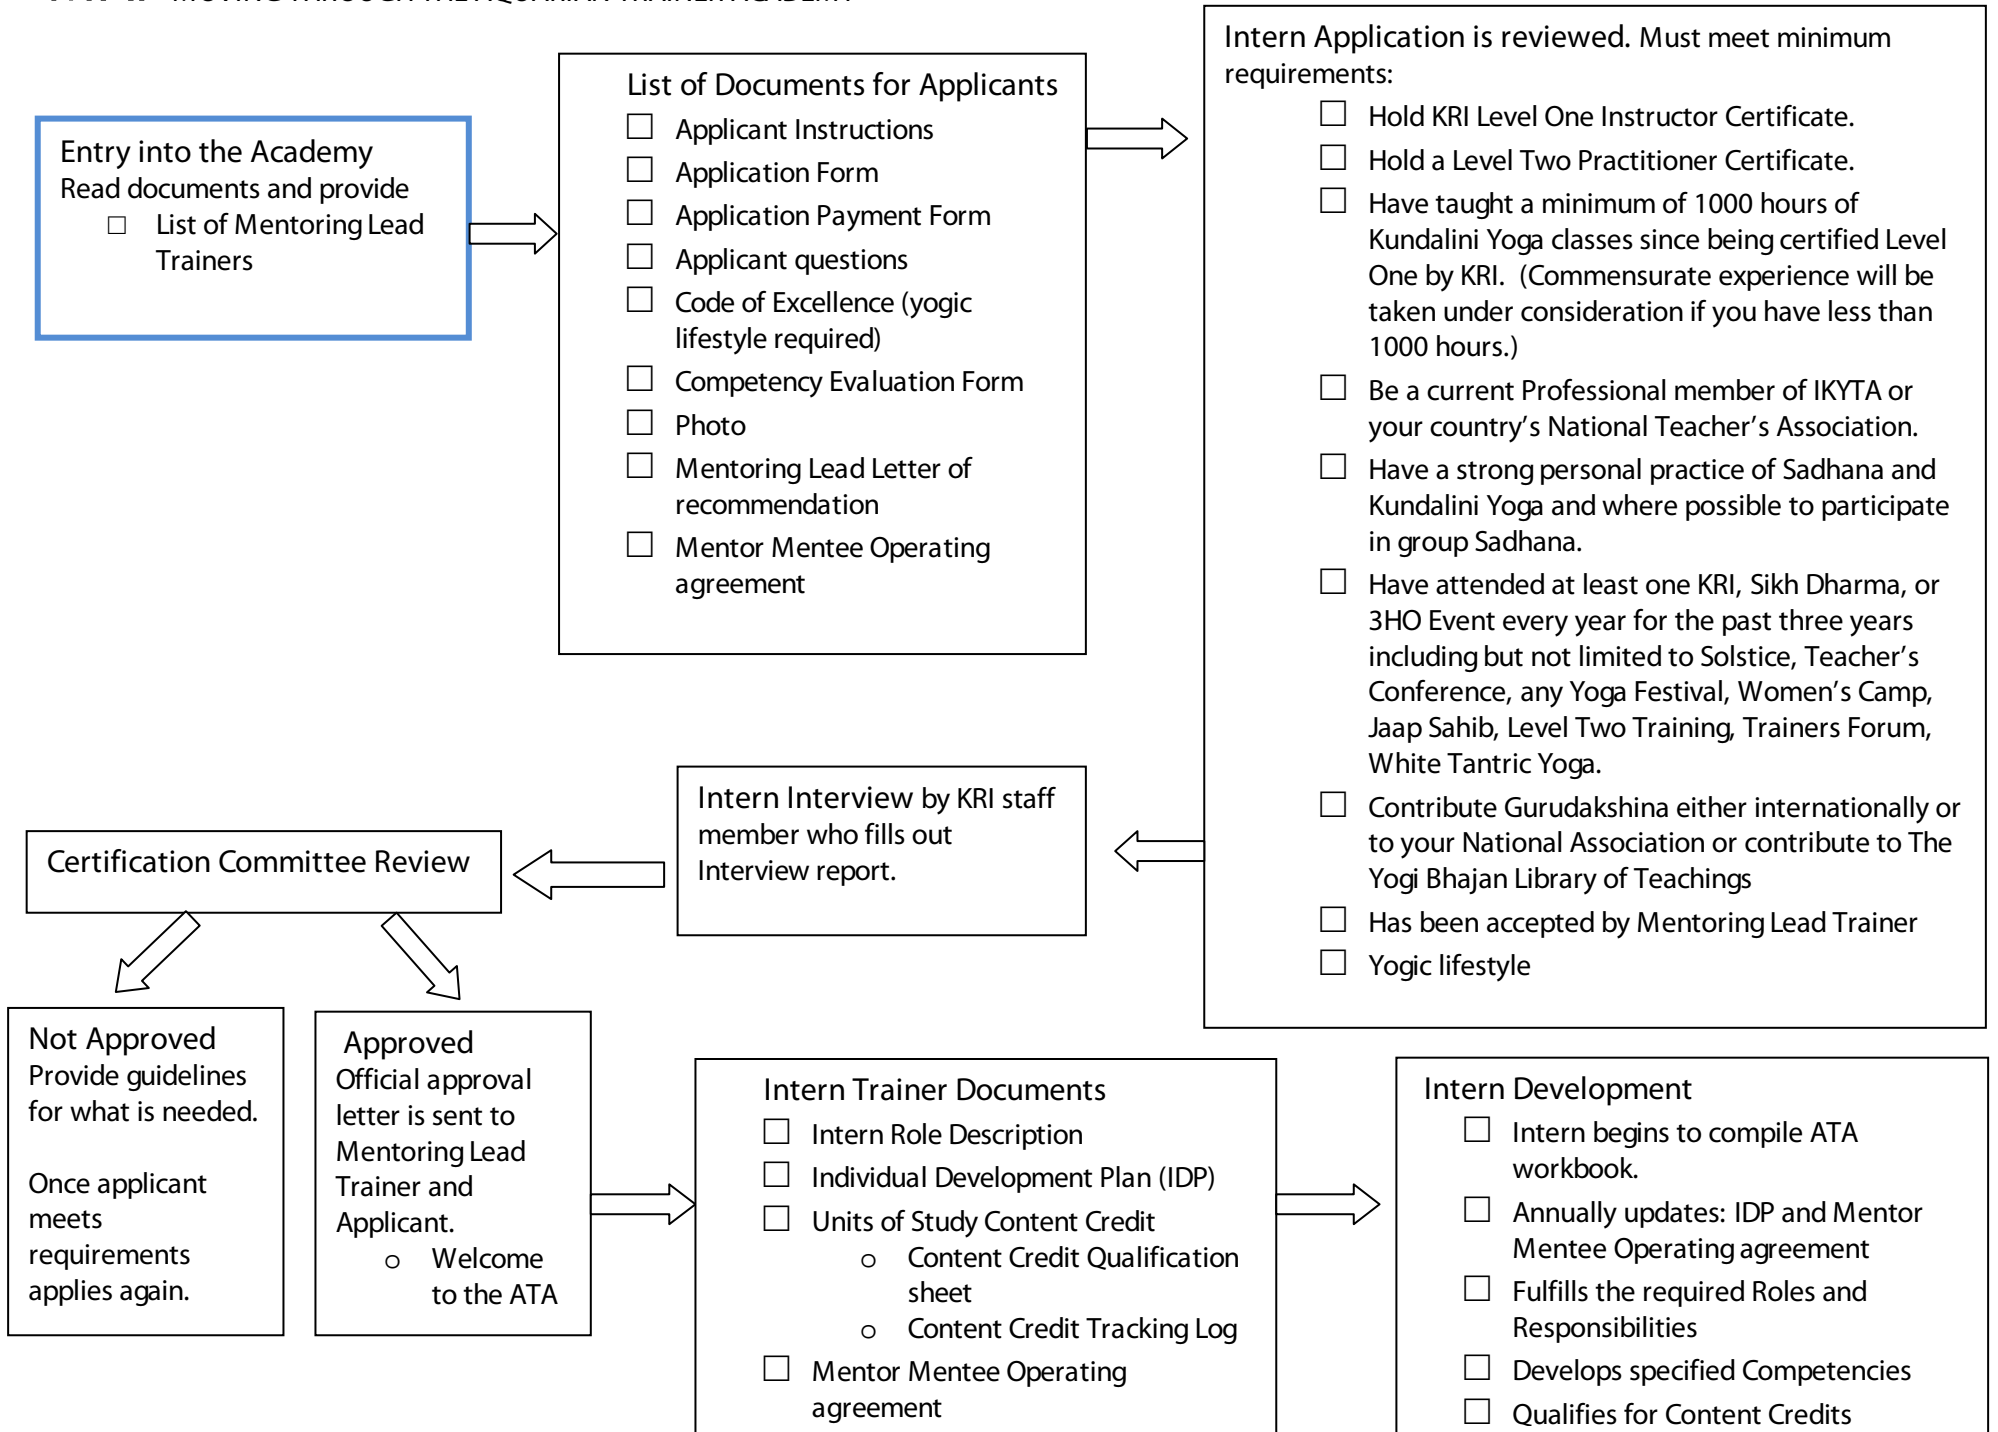 MOVING THROUGH THE AQUARIAN TRAINER ACADEMY
Entry into the Academy
Read documents and provide
□ List of Mentoring Lead
Trainers
List of Documents for Applicants
□ Applicant Instructions
□ Application Form
□ Application Payment Form
□ Applicant questions
□ Code of Excellence (yogic
lifestyle required)
□ Competency Evaluation Form
□ Photo
□ Mentoring Lead Letter of
recommendation
□ Mentor Mentee Operating
agreement
Intern Application is reviewed. Must meet minimum
requirements:
□ Hold KRI Level One Instructor Certificate.
□ Hold a Level Two Practitioner Certificate.
□ Have taught a minimum of 1000 hours of
Kundalini Yoga classes since being certified Level
One by KRI. (Commensurate experience will be
taken under consideration if you have less than
1000 hours.)
□ Be a current Professional member of IKYTA or
your country’s National Teacher’s Association.
□ Have a strong personal practice of Sadhana and
Kundalini Yoga and where possible to participate
in group Sadhana.
□ Have attended at least one KRI, Sikh Dharma, or
3HO Event every year for the past three years
including but not limited to Solstice, Teacher’s
Conference, any Yoga Festival, Women’s Camp,
Jaap Sahib, Level Two Training, Trainers Forum,
White Tantric Yoga.
□ Contribute Gurudakshina either internationally or
to your National Association or contribute to The
Yogi Bhajan Library of Teachings
□ Has been accepted by Mentoring Lead Trainer
□ Yogic lifestyle
Intern Interview by KRI staff
member who fills out
Interview report.
Certification Committee Review
Not Approved
Provide guidelines
for what is needed.
Once applicant
meets
requirements
applies again.
Approved
Official approval
letter is sent to
Mentoring Lead
Trainer and
Applicant.
o Welcome
to the ATA
Intern Trainer Documents
□ Intern Role Description
□ Individual Development Plan (IDP)
□ Units of Study Content Credit
o Content Credit Qualification
sheet
o Content Credit Tracking Log
□ Mentor Mentee Operating
agreement
Intern Development
□ Intern begins to compile ATA
workbook.
□ Annually updates: IDP and Mentor
Mentee Operating agreement
□ Fulfills the required Roles and
Responsibilities
□ Develops specified Competencies
□ Qualifies for Content Credits